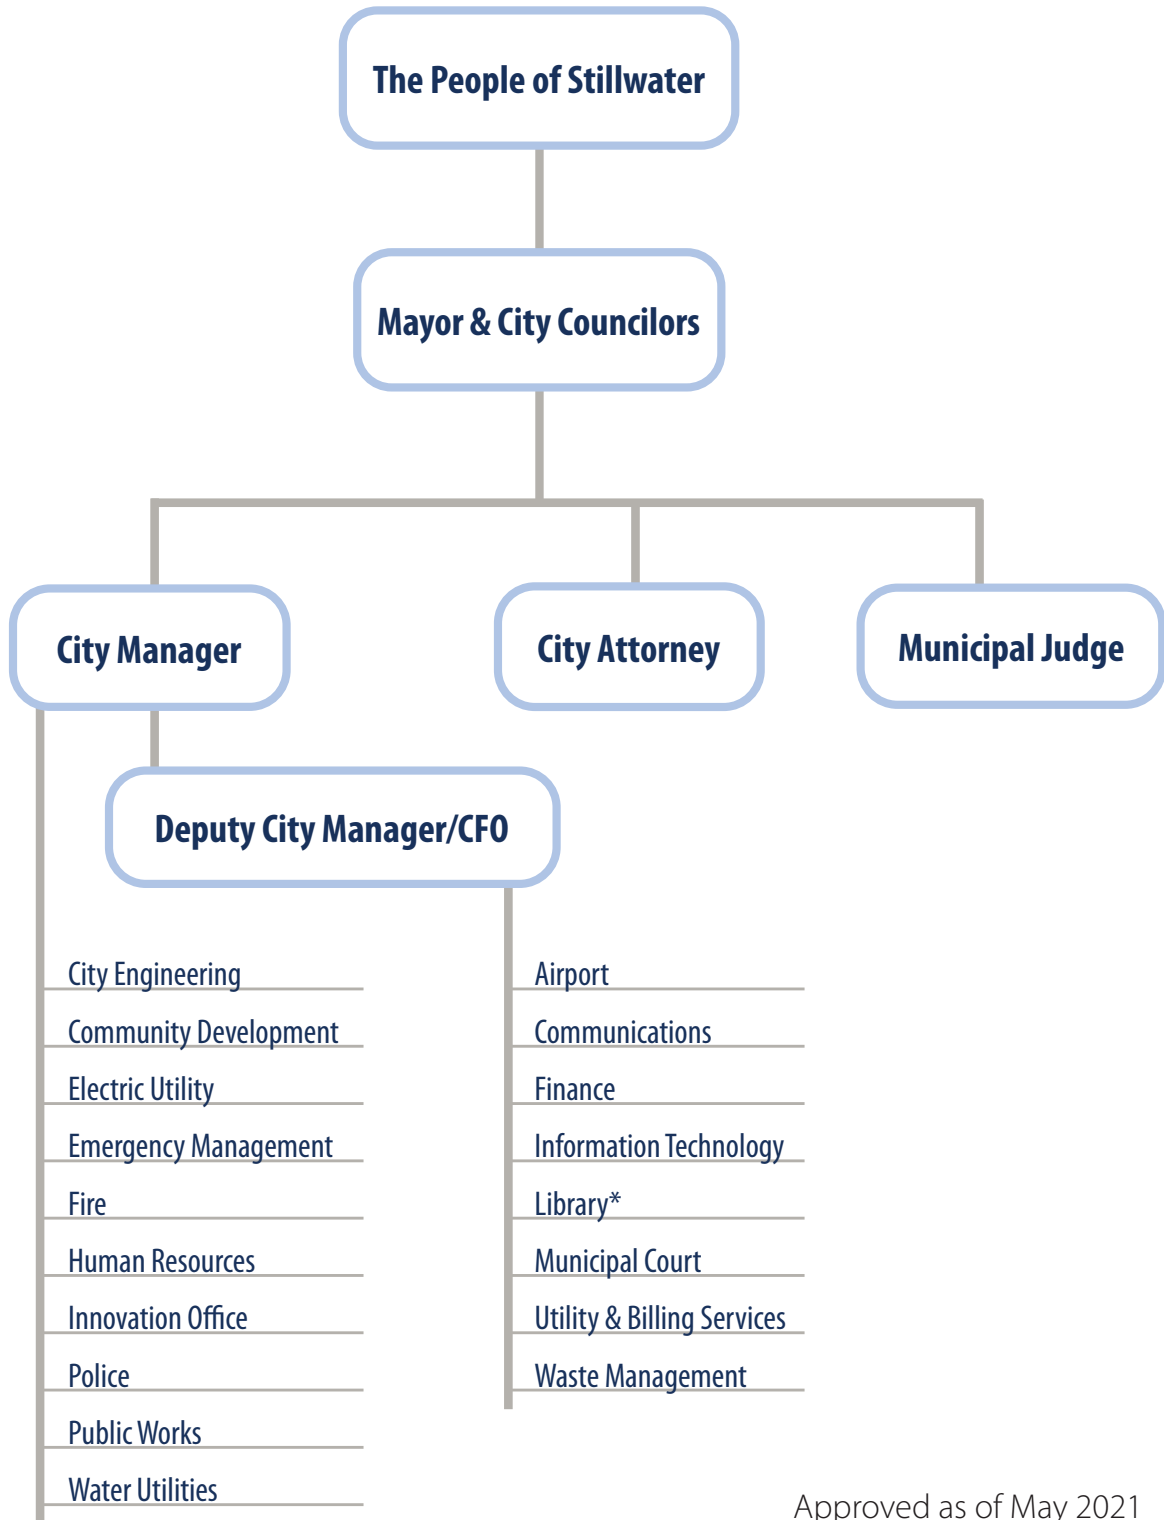 The People of Stillwater
Mayor & City Councilors
City Manager
City Attorney
Municipal Judge
Deputy City Manager/CFO
City Engineering
Community Development
Electric Utility
Emergency Management
Fire
Human Resources
Innovation Office
Police
Public Works
Water Utilities
Airport
Communications
Finance
Information Technology
Library*
Municipal Court
Utility & Billing Services
Waste Management
Approved as of May 2021